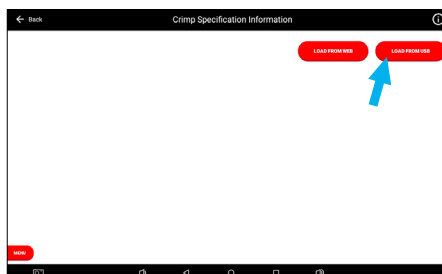 Back
Crimp Specification Information
LOAD FROM WEB
LOAD FROM USB
MENU